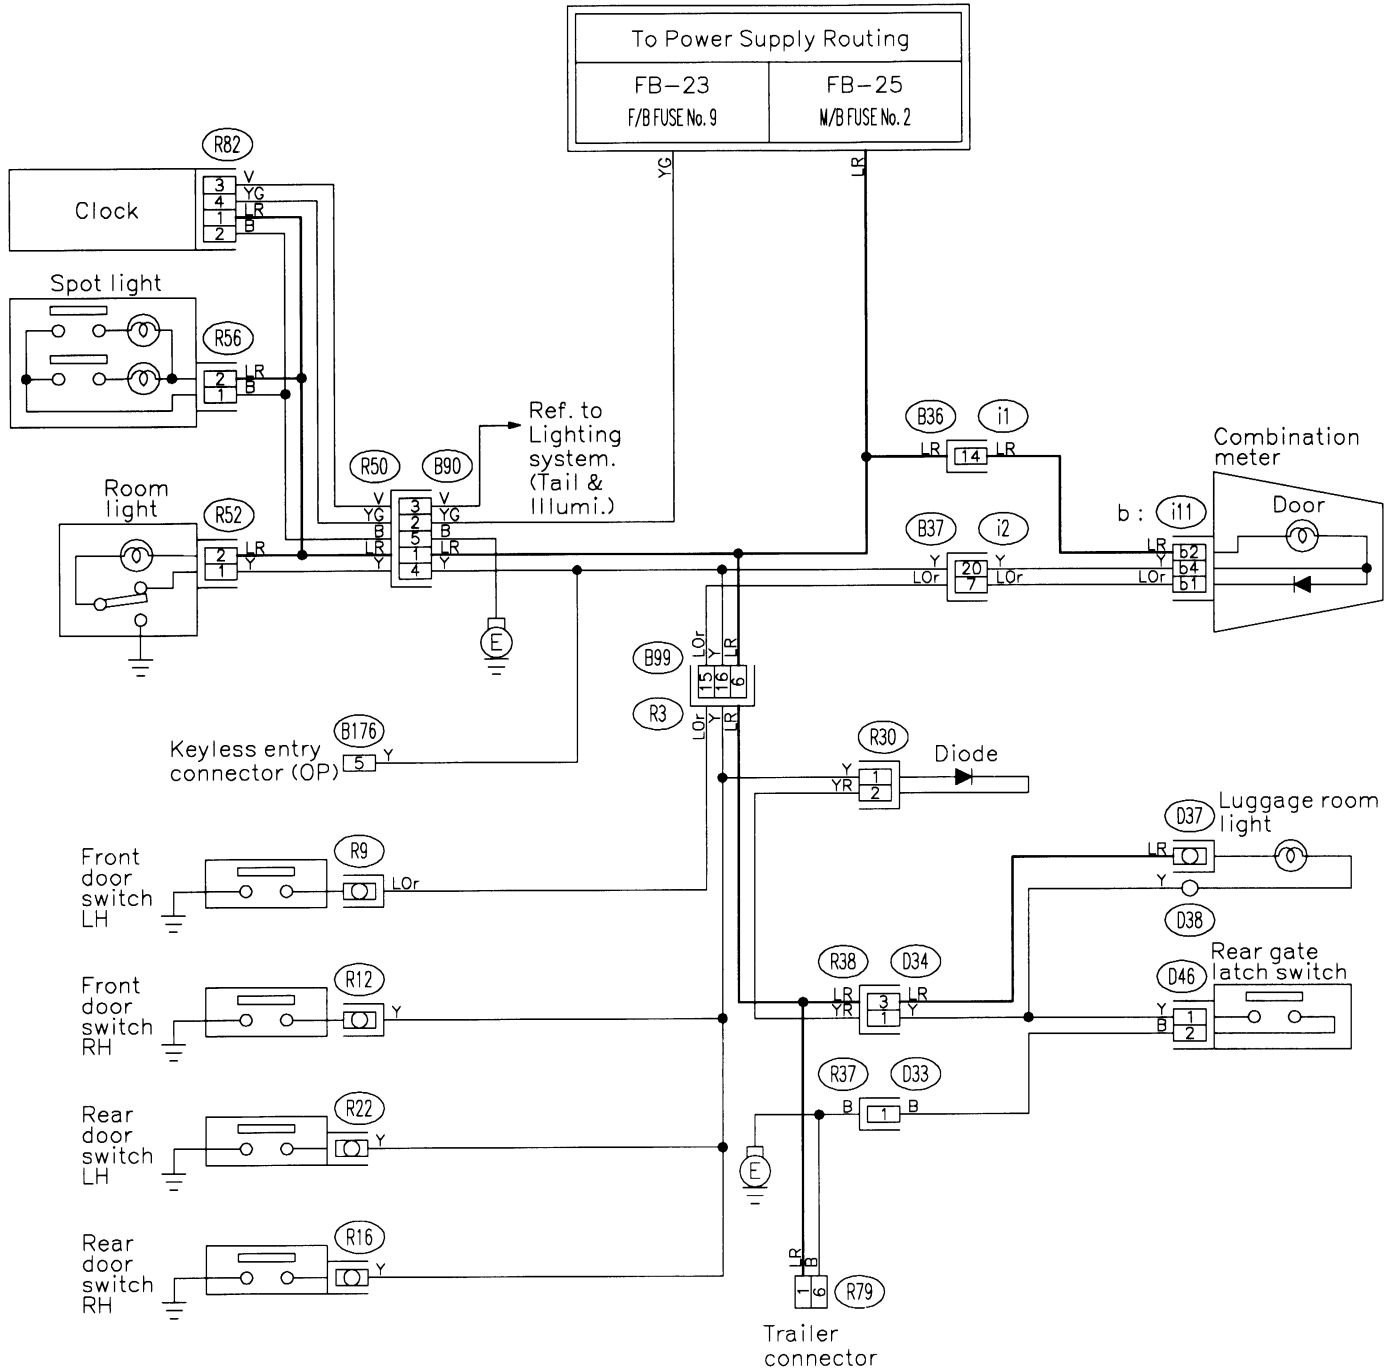 To Power Supply Routing
FB-23
F/B FUSE No. 9
FB-25
M/B FUSE No. 2
YG
LR
R82
Clock
3
4
1
2
V
YG
LR
B
Spot light
R56
2
1
LR
B
Room
light
R52
2
1
LR
Y
R50
B90
V
YG
B
LR
Y
3
2
5
1
4
V
YG
B
LR
Y
Ref. to
Lighting
system.
(Tail &
Illumi.)
E
B36
i1
LR
14
LR
B37
i2
Y
LOr
20
7
Y
LOr
Combination
meter
b :
i11
LR
Y
LOr
b2
b4
b1
Door
B99
LOr
Y
LR
15
16
6
R3
LOr
Y
LR
Keyless entry
connector (OP)
B176
5
Y
R30
Y
YR
1
2
Diode
Front
door
switch
LH
R9
LOr
Front
door
switch
RH
R12
Y
Rear
door
switch
LH
R22
Y
Rear
door
switch
RH
R16
Y
D37
Luggage room
light
LR
Y
D38
R38
D34
LR
YR
3
1
LR
Y
D46
Rear gate
latch switch
Y
B
1
2
R37
D33
B
1
B
E
LR
B
1
6
R79
Trailer
connector